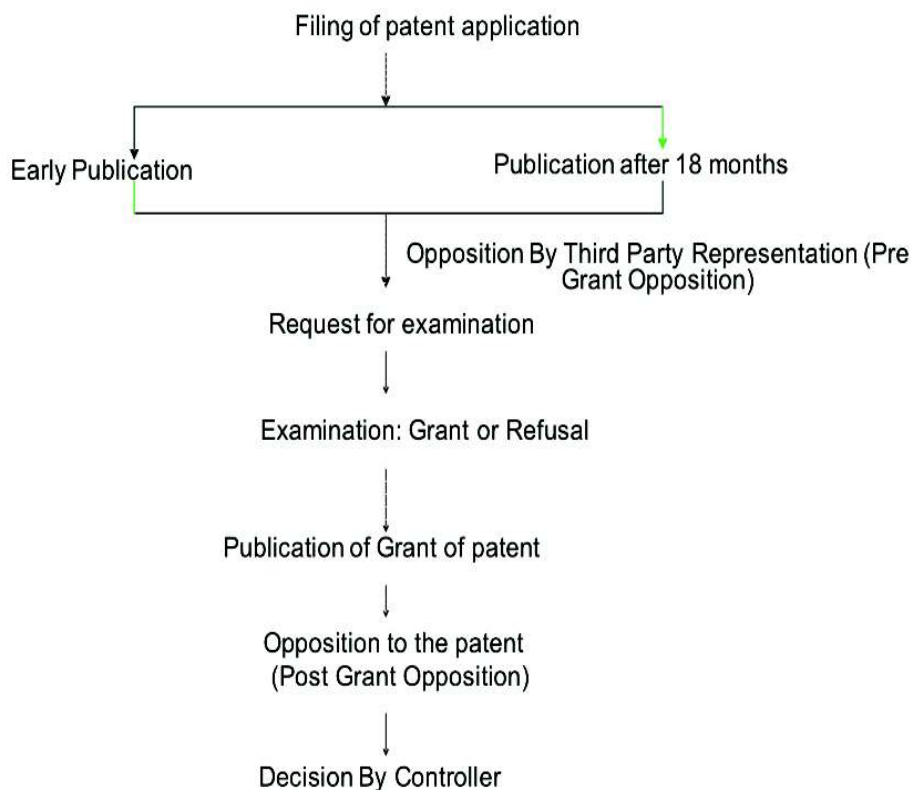 Filing of patent application
Early Publication
Publication after 18 months
Opposition By Third Party Representation (Pre
Grant Opposition)
Request for examination
Examination: Grant or Refusal
Publication of Grant of patent
Opposition to the patent
(Post Grant Opposition)
Decision By Controller